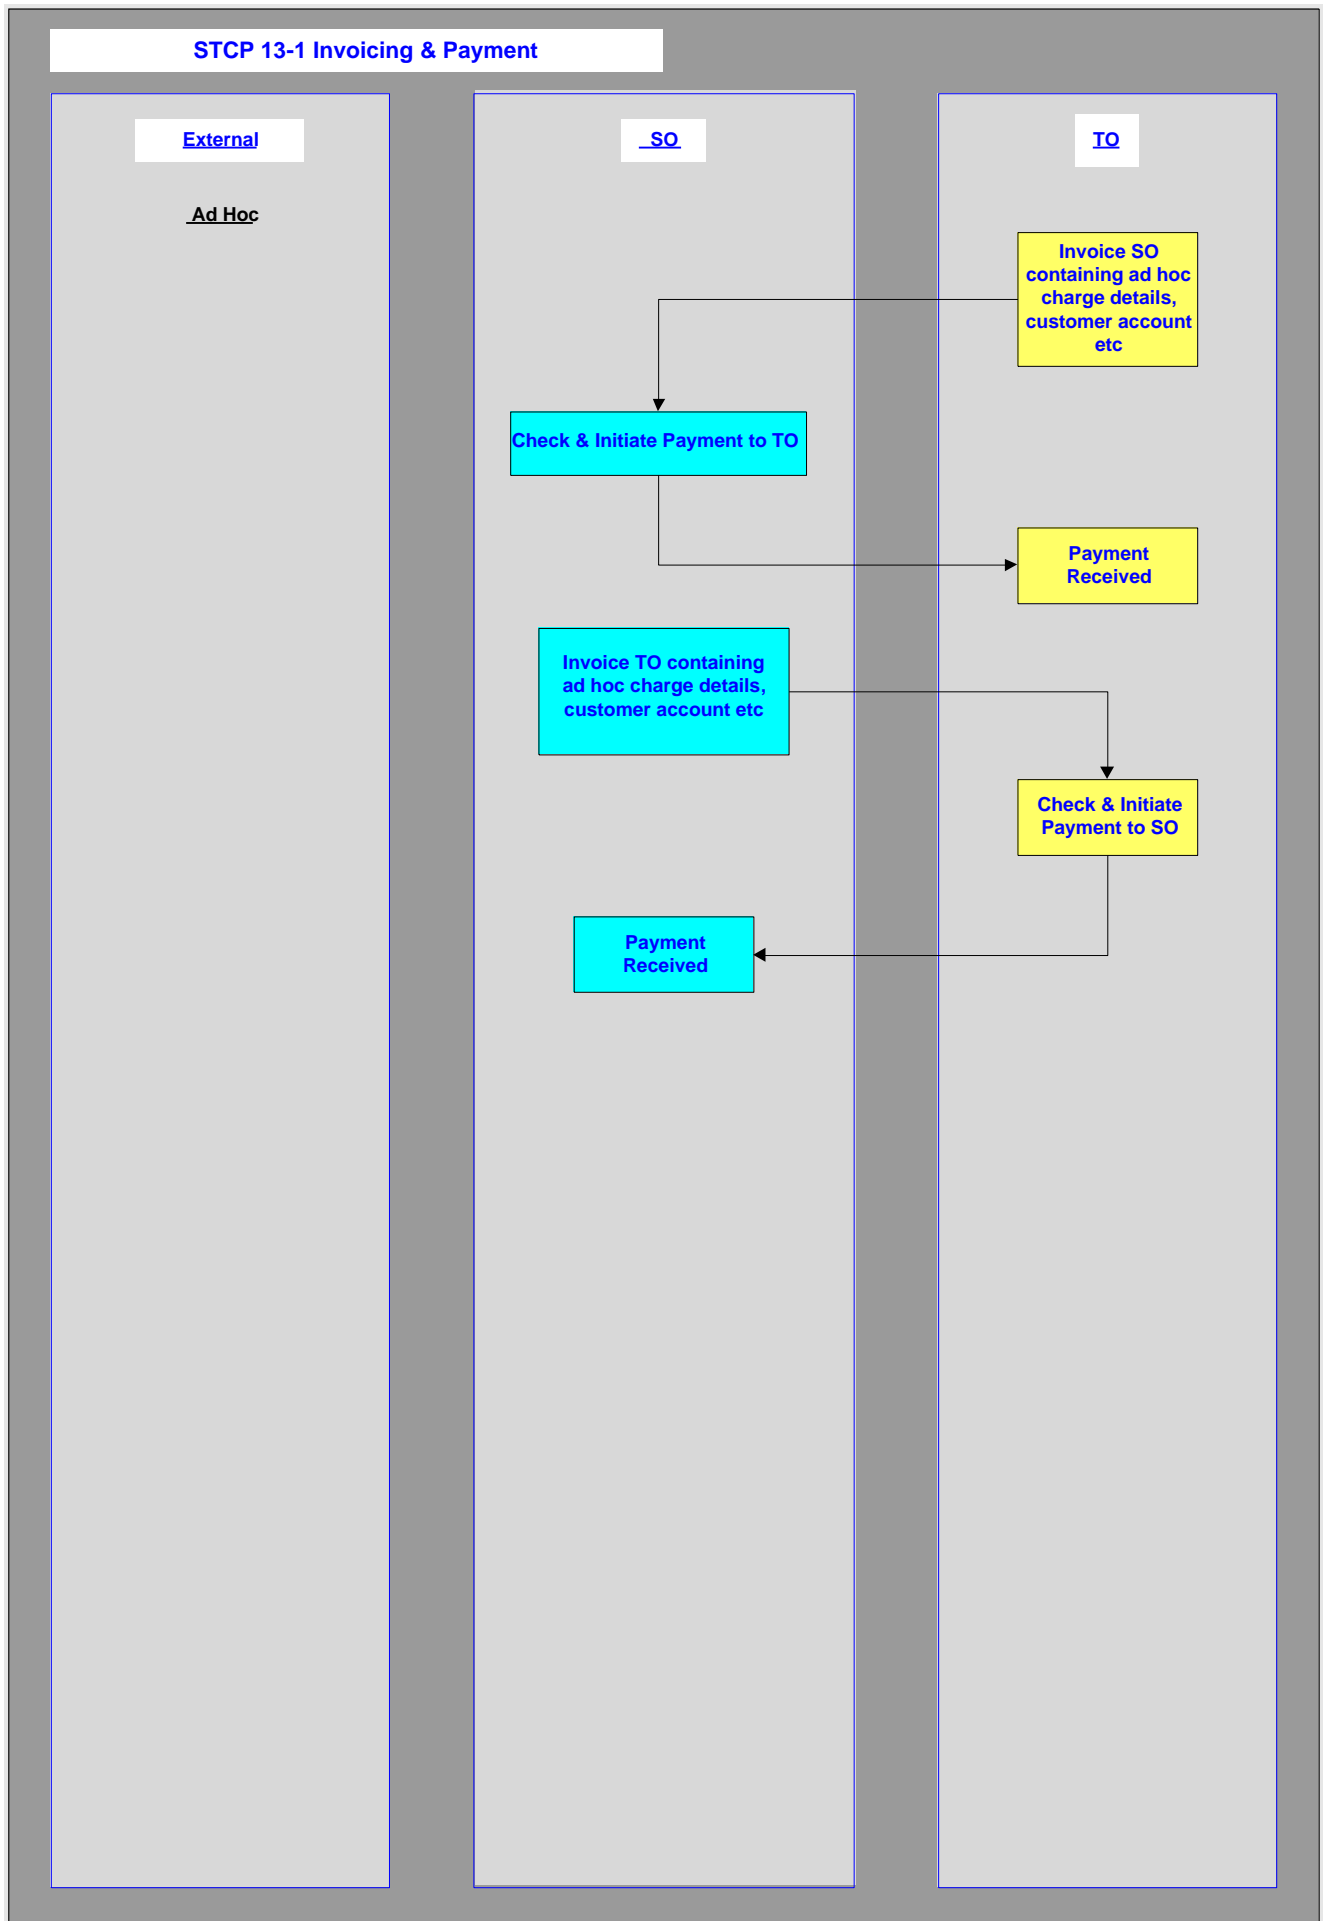 STCP 13-1 Invoicing & Payment
External
SO
TO
Ad Hoc
Invoice SO
containing ad hoc
charge details,
customer account
etc
Check & Initiate Payment to TO
Payment
Received
Invoice TO containing
ad hoc charge details,
customer account etc
Check & Initiate
Payment to SO
Payment
Received